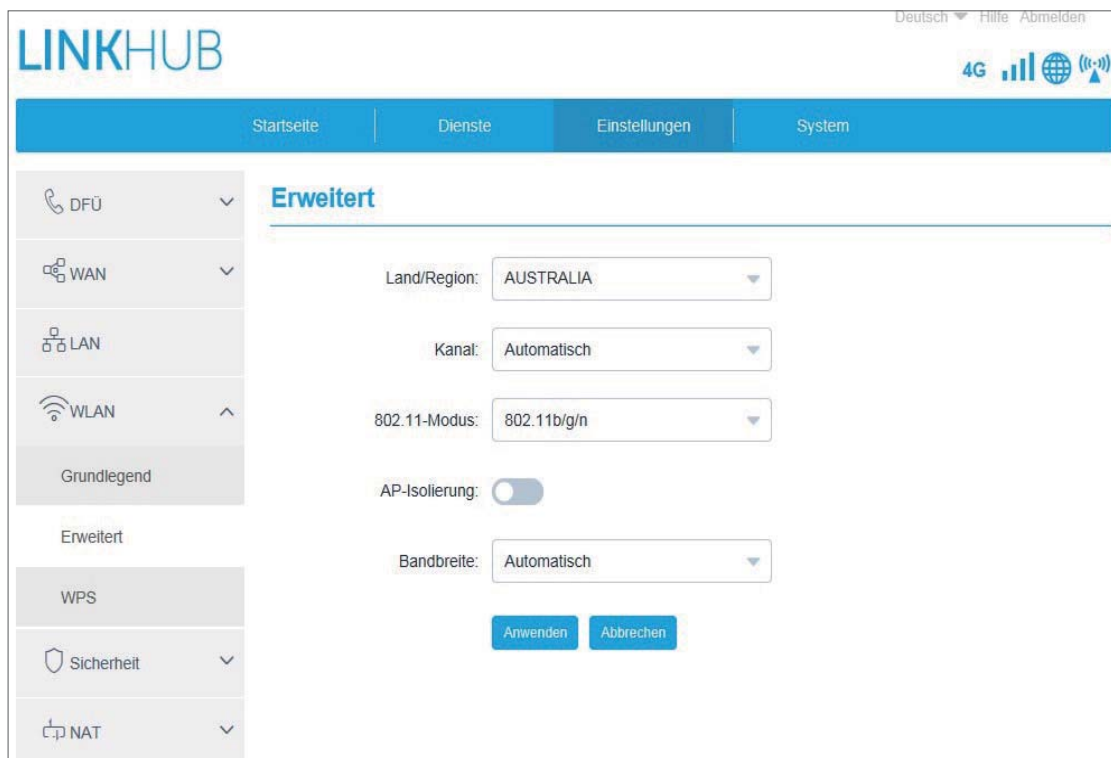 Deutsch Hilfe Abmelden
LINKHUB
4G
Startseite Dienste Einstellungen System
DFÜ
WAN
LAN
WLAN
Grundlegend
Erweitert
WPS
Sicherheit
NAT
Erweitert
Land/Region: AUSTRALIA
Kanal: Automatisch
802.11-Modus: 802.11b/g/n
AP-Isolierung:
Bandbreite: Automatisch
Anwenden Abbrechen